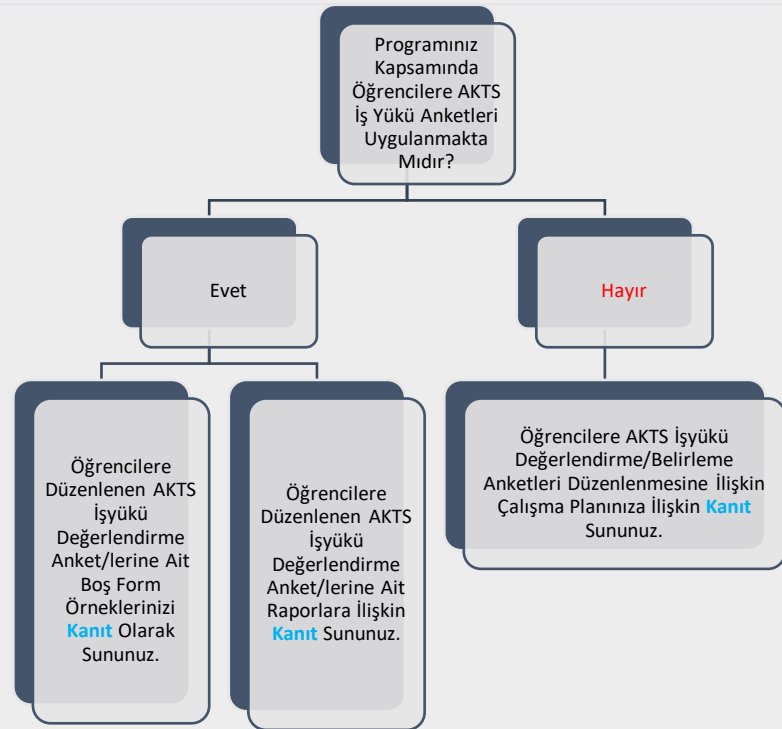 Programınız
Kapsamında
Öğrencilere AKTS
İş Yükü Anketleri
Uygulanmakta
Mıdır?
Evet
Hayır
Öğrencilere
Düzenlenen AKTS
İşyükü
Değerlendirme
Anket/lerine Ait
Boş Form
Örneklerinizi
Kanıt Olarak
Sununuz.
Öğrencilere
Düzenlenen AKTS
İşyükü
Değerlendirme
Anket/lerine Ait
Raporlara İlişkin
Kanıt Sununuz.
Öğrencilere AKTS İşyükü
Değerlendirme/Belirleme
Anketleri Düzenlenmesine İlişkin
Çalışma Planınıza İlişkin Kanıt
Sununuz.